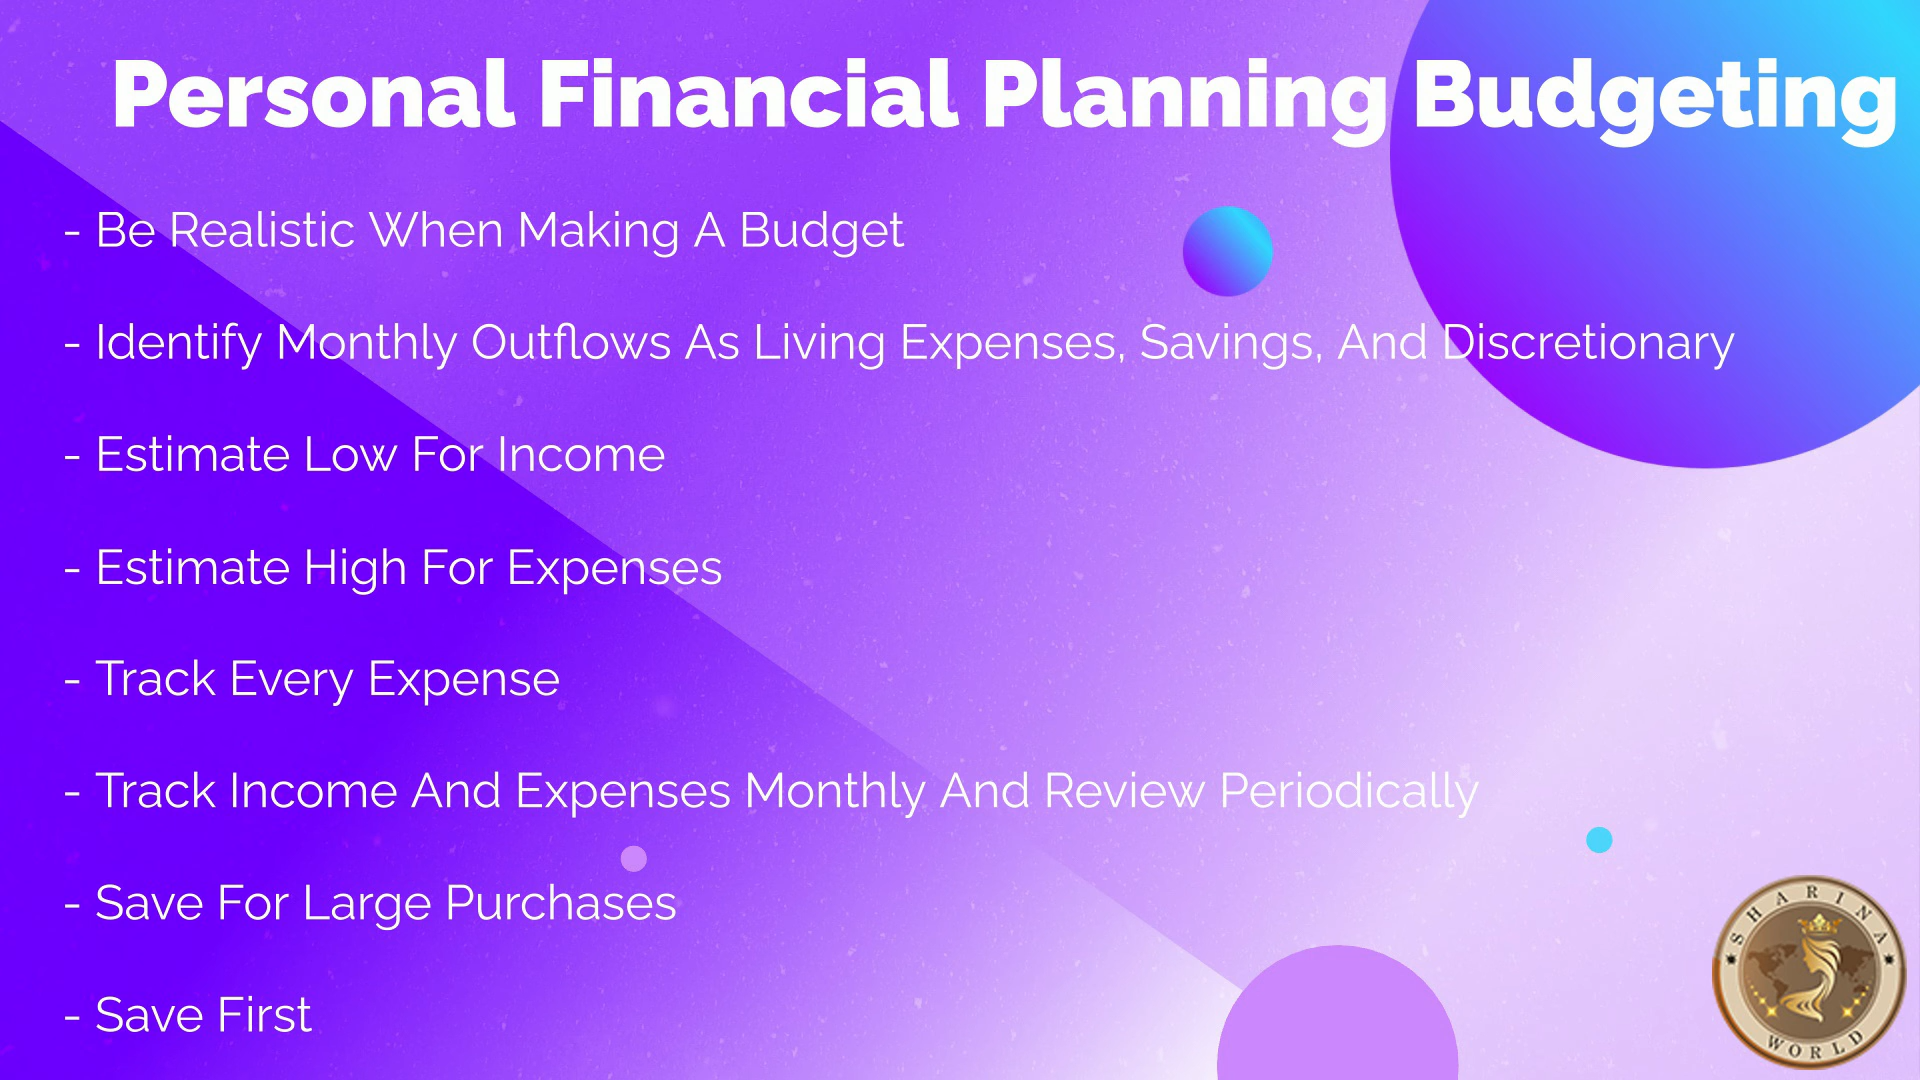 Personal Financial Planning Budgeting
- Be Realistic When Making A Budget
- Identify Monthly Outflows As Living Expenses, Savings, And Discretionary
- Estimate Low For Income
- Estimate High For Expenses
- Track Every Expense
- Track Income And Expenses Monthly And Review Periodically
- Save For Large Purchases
- Save First
SHARINA
WORLD